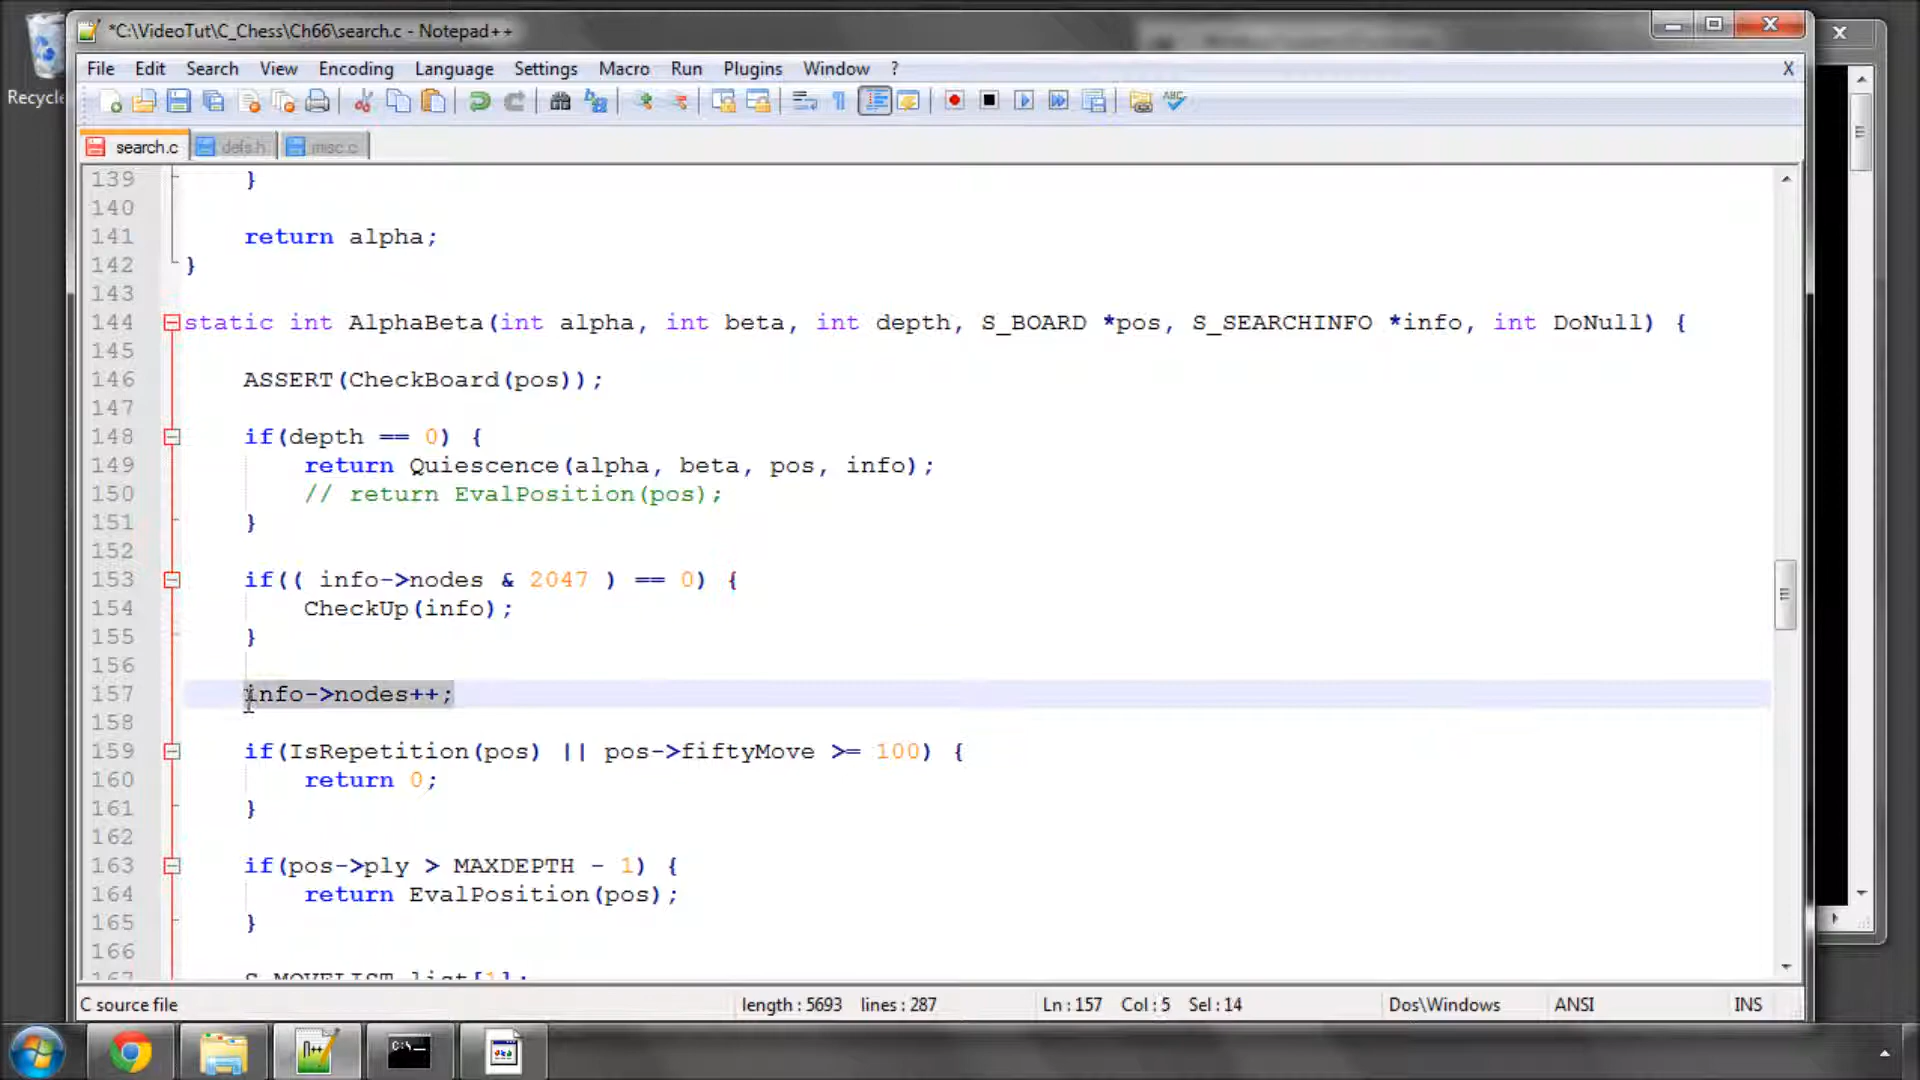 *C:\VideoTut\C_Chess\Ch66\search.c - Notepad++
Recycle
File Edit Search View Encoding Language Settings Macro Run Plugins Window ? X
search.c defs.h misc.c
139 }
140
141 return alpha;
142 }
143
144 static int AlphaBeta(int alpha, int beta, int depth, S_BOARD *pos, S_SEARCHINFO *info, int DoNull) {
145
146 ASSERT(CheckBoard(pos));
147
148 if(depth == 0) {
149 return Quiescence(alpha, beta, pos, info);
150 // return EvalPosition(pos);
151 }
152
153 if(( info->nodes & 2047 ) == 0) {
154 CheckUp(info);
155 }
156
157 info->nodes++;
158
159 if(IsRepetition(pos) || pos->fiftyMove >= 100) {
160 return 0;
161 }
162
163 if(pos->ply > MAXDEPTH - 1) {
164 return EvalPosition(pos);
165 }
166
167 S_MOVELIST list[1];
C source file length : 5693 lines : 287 Ln : 157 Col : 5 Sel : 14 Dos\Windows ANSI INS